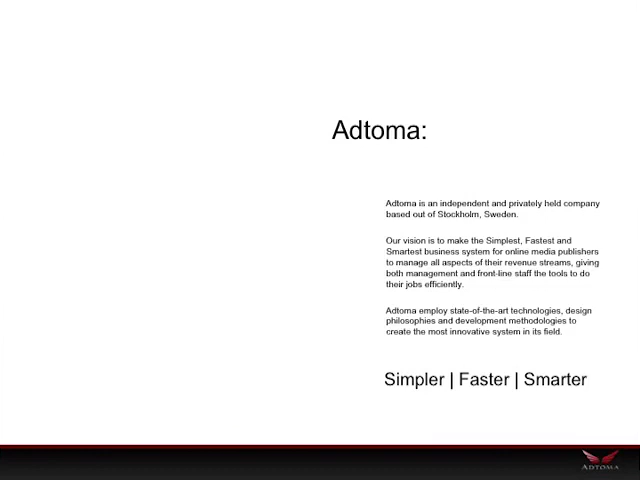 Adtoma:
Adtoma is an independent and privately held company
based out of Stockholm, Sweden.
Our vision is to make the Simplest, Fastest and
Smartest business system for online media publishers
to manage all aspects of their revenue streams, giving
both management and front-line staff the tools to do
their jobs efficiently.
Adtoma employ state-of-the-art technologies, design
philosophies and development methodologies to
create the most innovative system in its field.
Simpler | Faster | Smarter
ADTOMA